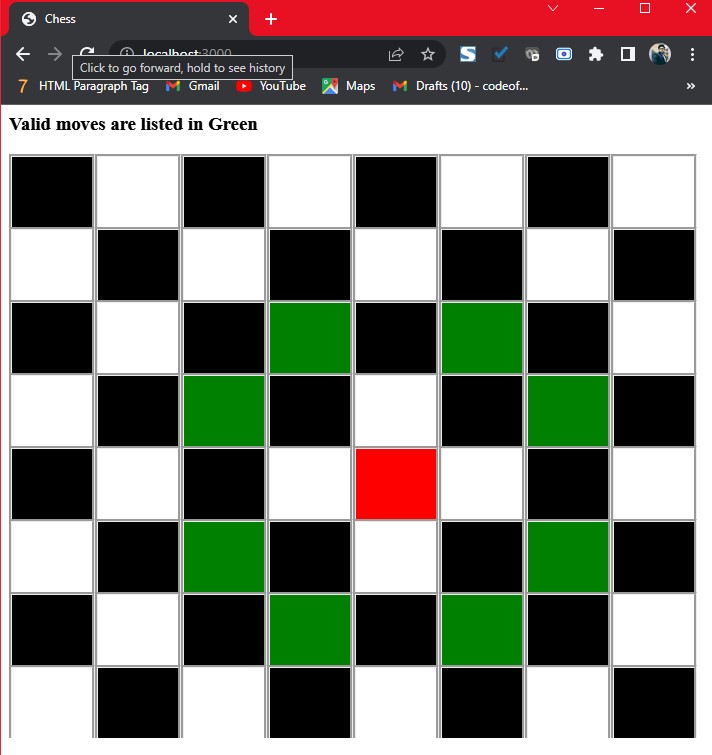 Chess
localhost:3000
Click to go forward, hold to see history
7 HTML Paragraph Tag Gmail YouTube Maps Drafts (10) - codeof... »
Valid moves are listed in Green